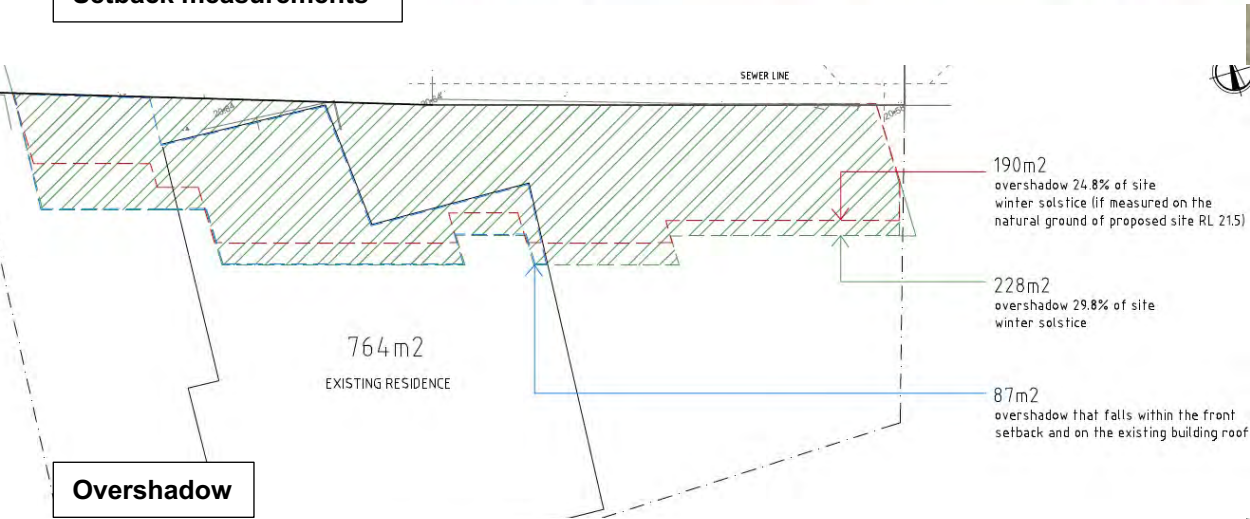 Setback measurements
SEWER LINE
190m2
overshadow 24.8% of site
winter solstice (if measured on the
natural ground of proposed site RL 21.5)
228m2
overshadow 29.8% of site
winter solstice
764m2
EXISTING RESIDENCE
87m2
overshadow that falls within the front
setback and on the existing building roof
Overshadow